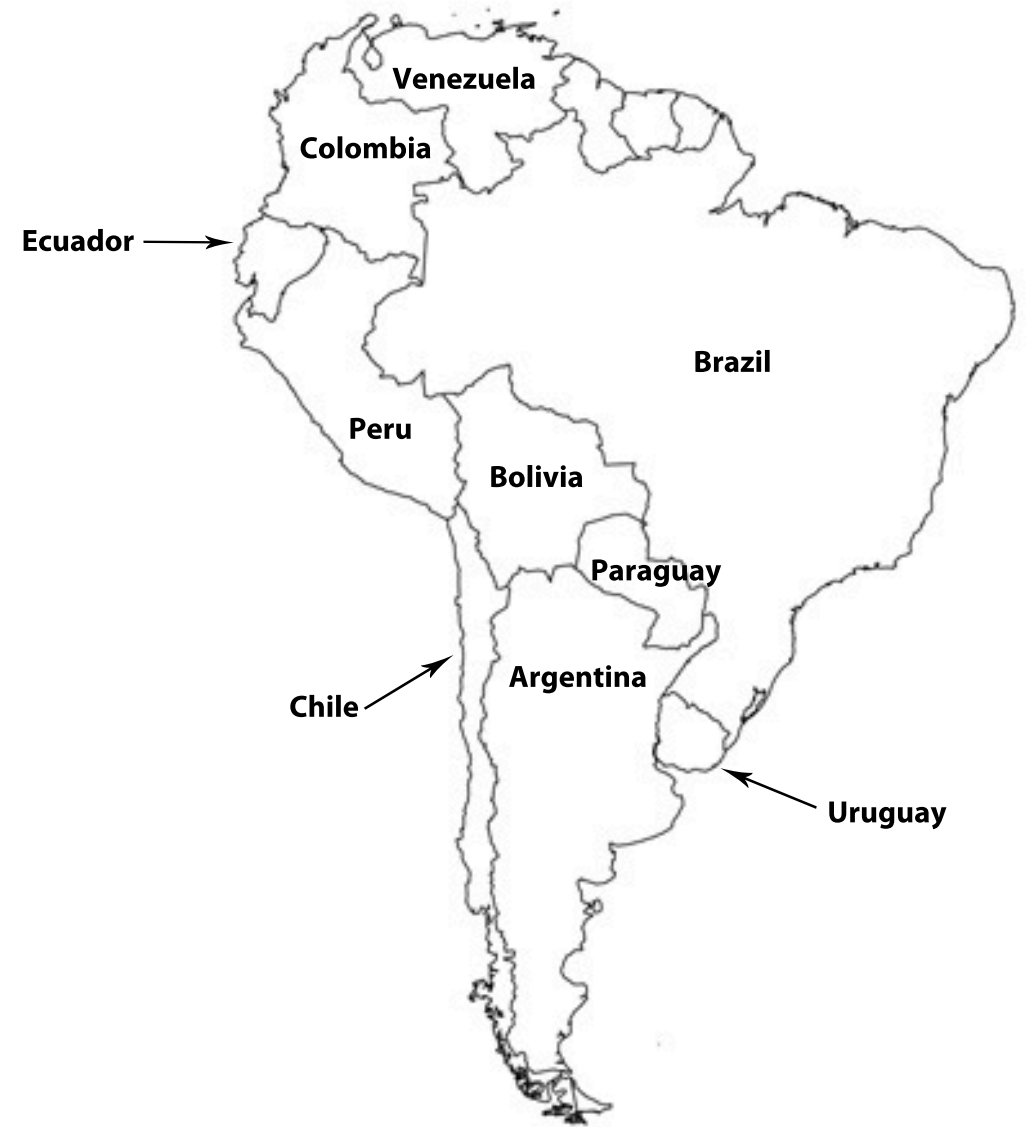 Venezuela
Colombia
Ecuador
Brazil
Peru
Bolivia
Paraguay
Argentina
Chile
Uruguay